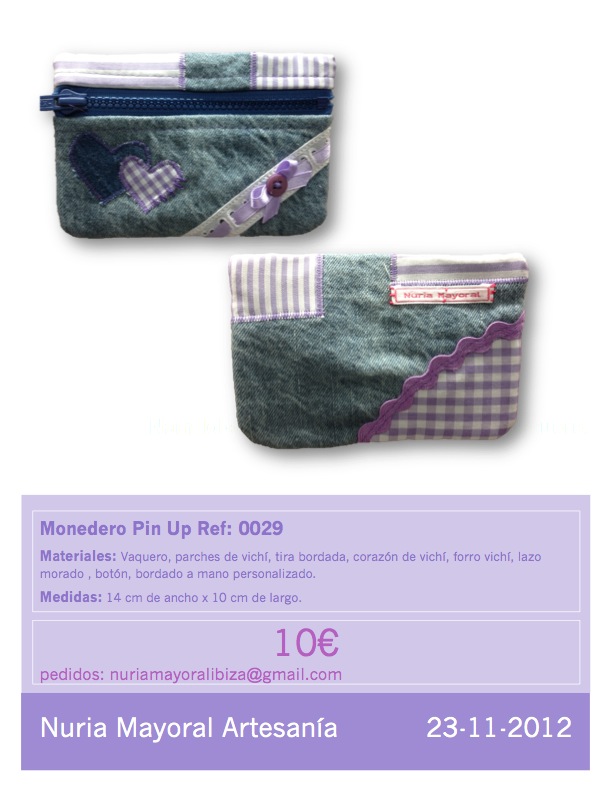 Nuria Mayoral
Monedero Pin Up Ref: 0029
Materiales: Vaquero, parches de vichí, tira bordada, corazón de vichí, forro vichí, lazo
morado , botón, bordado a mano personalizado.
Medidas: 14 cm de ancho x 10 cm de largo.
10€
pedidos: nuriamayoralibiza@gmail.com
Nuria Mayoral Artesanía 23-11-2012